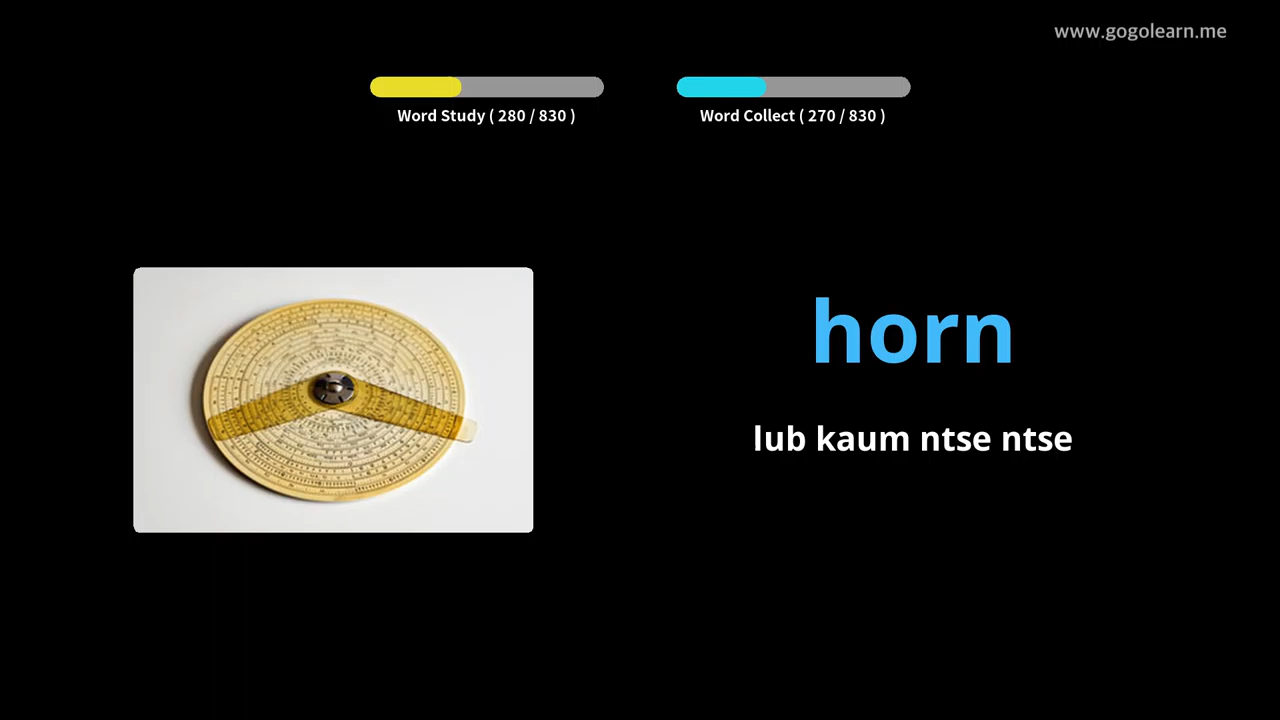 www.gogolearn.me
Word Study ( 280 / 830 )
Word Collect ( 270 / 830 )
horn
lub kaum ntse ntse